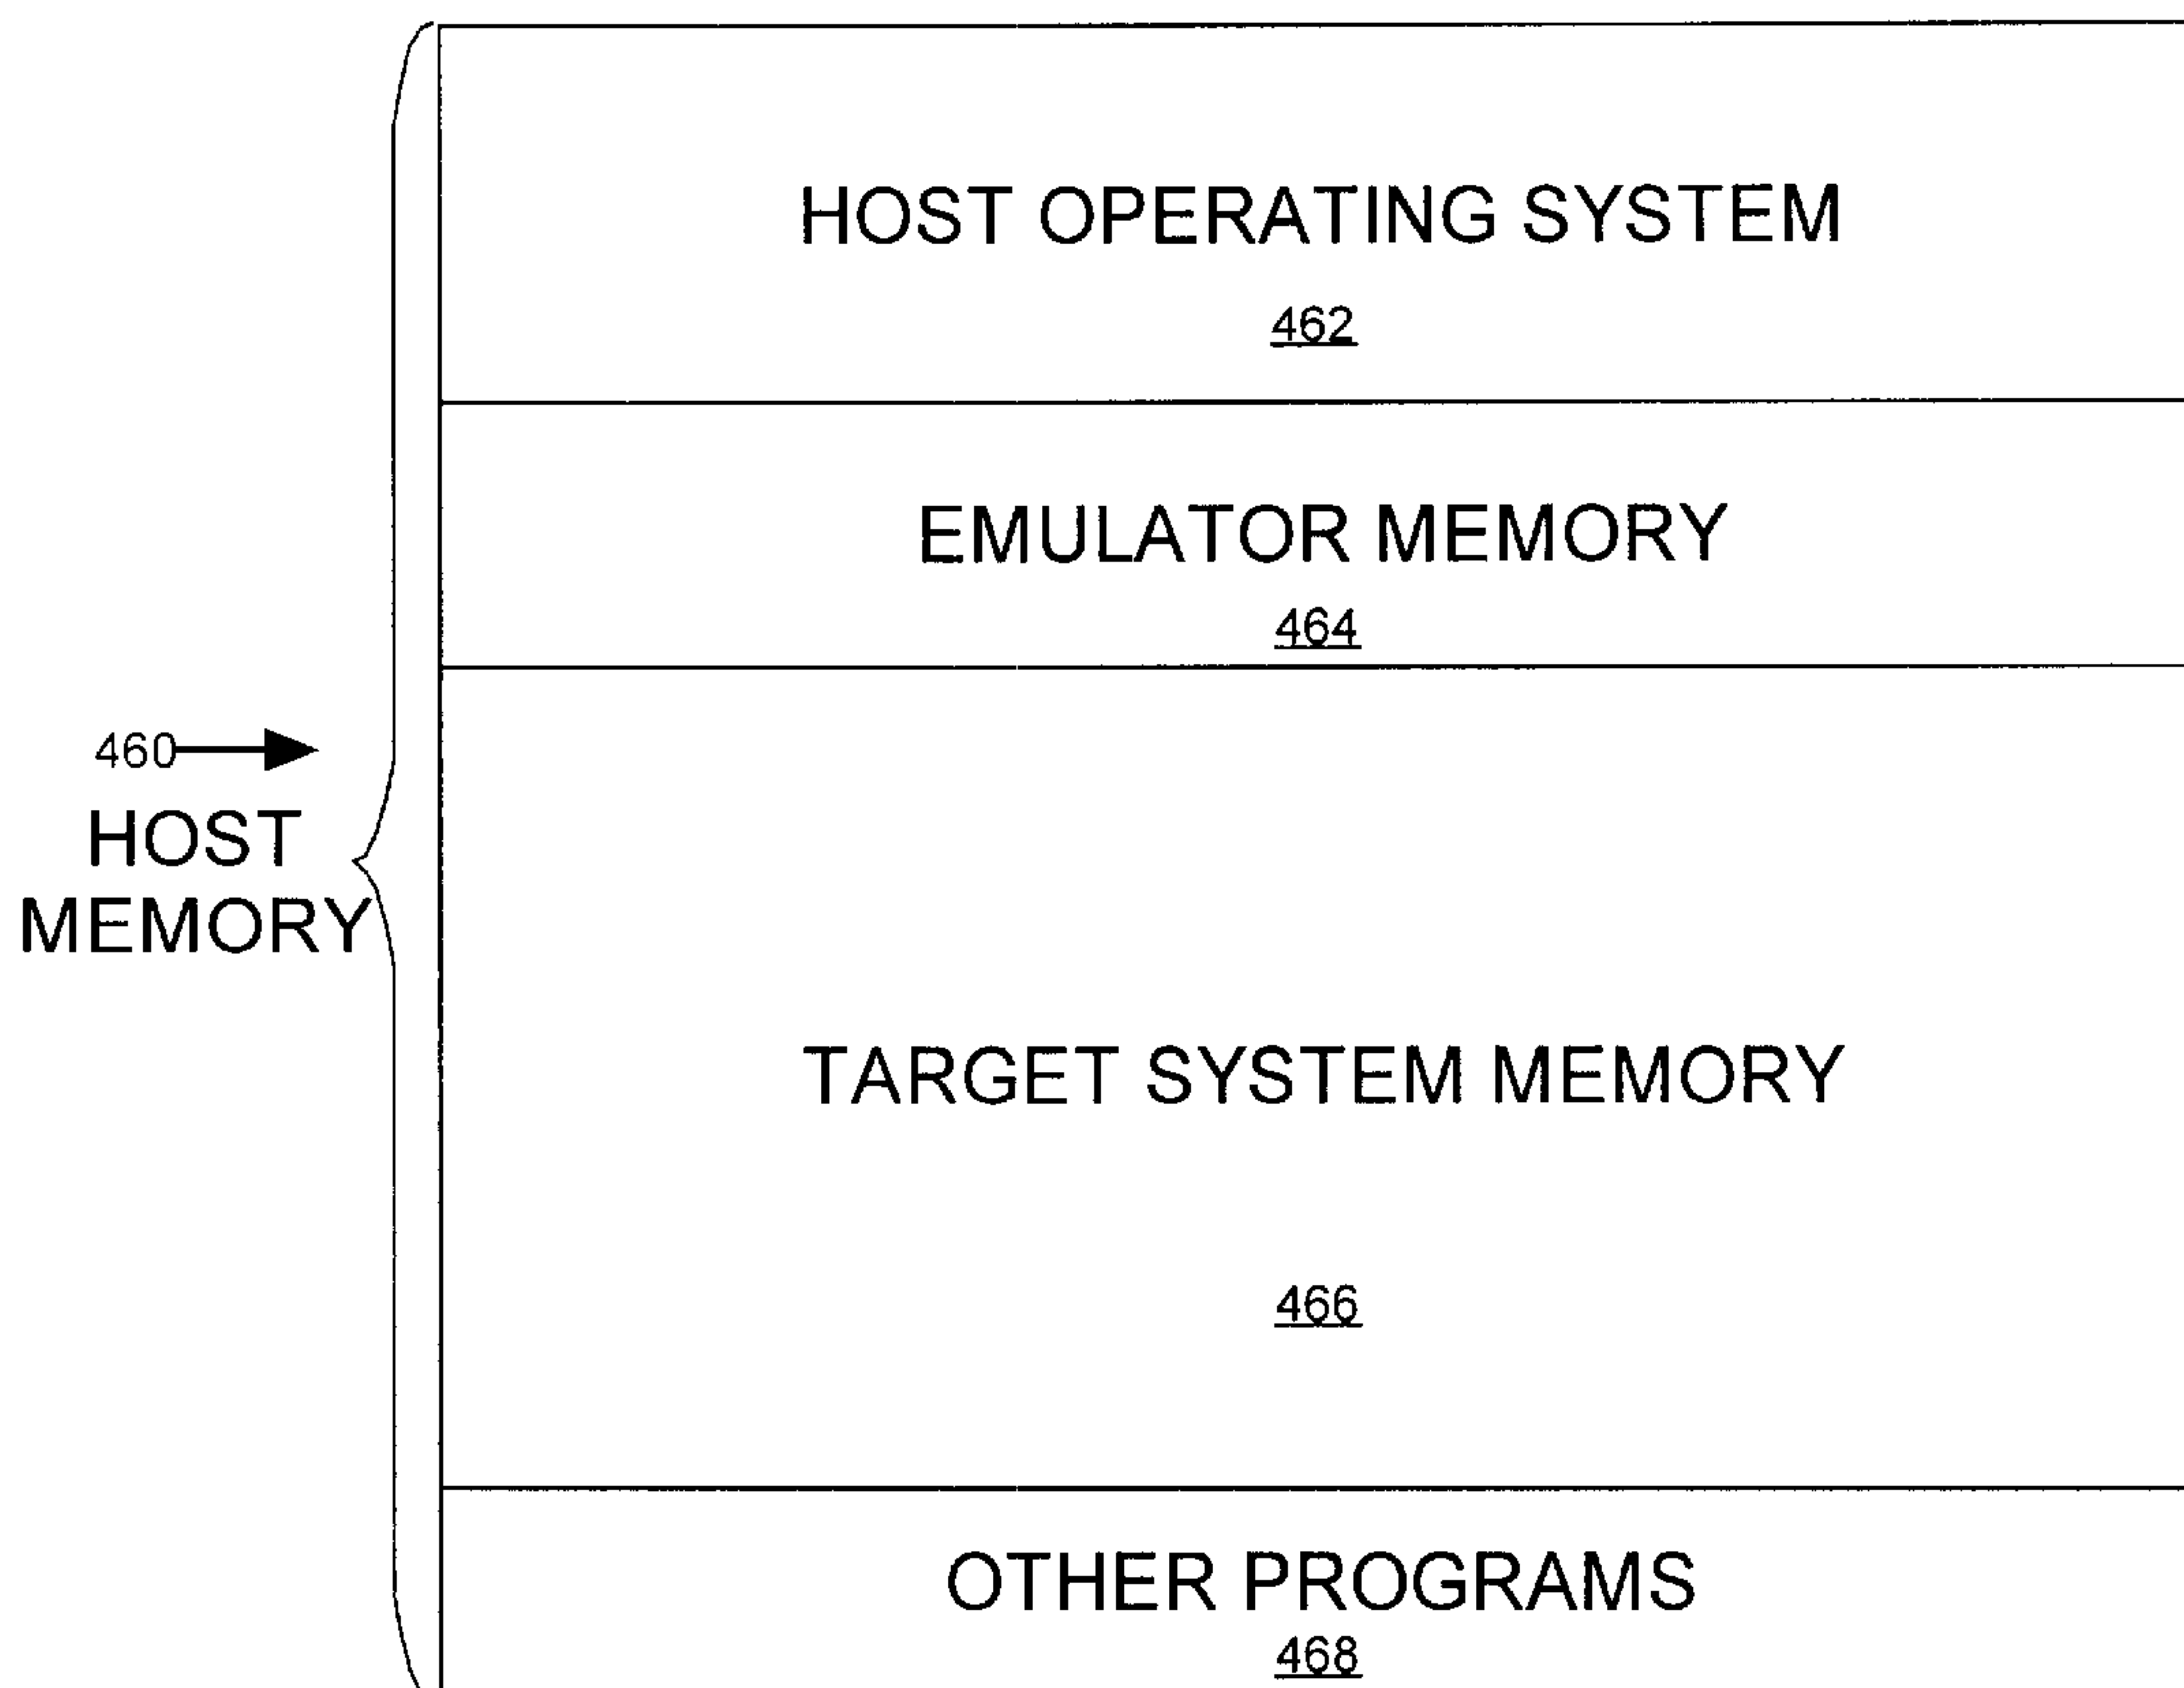 HOST OPERATING SYSTEM
462
EMULATOR MEMORY
464
460
HOST
MEMORY
TARGET SYSTEM MEMORY
466
OTHER PROGRAMS
468